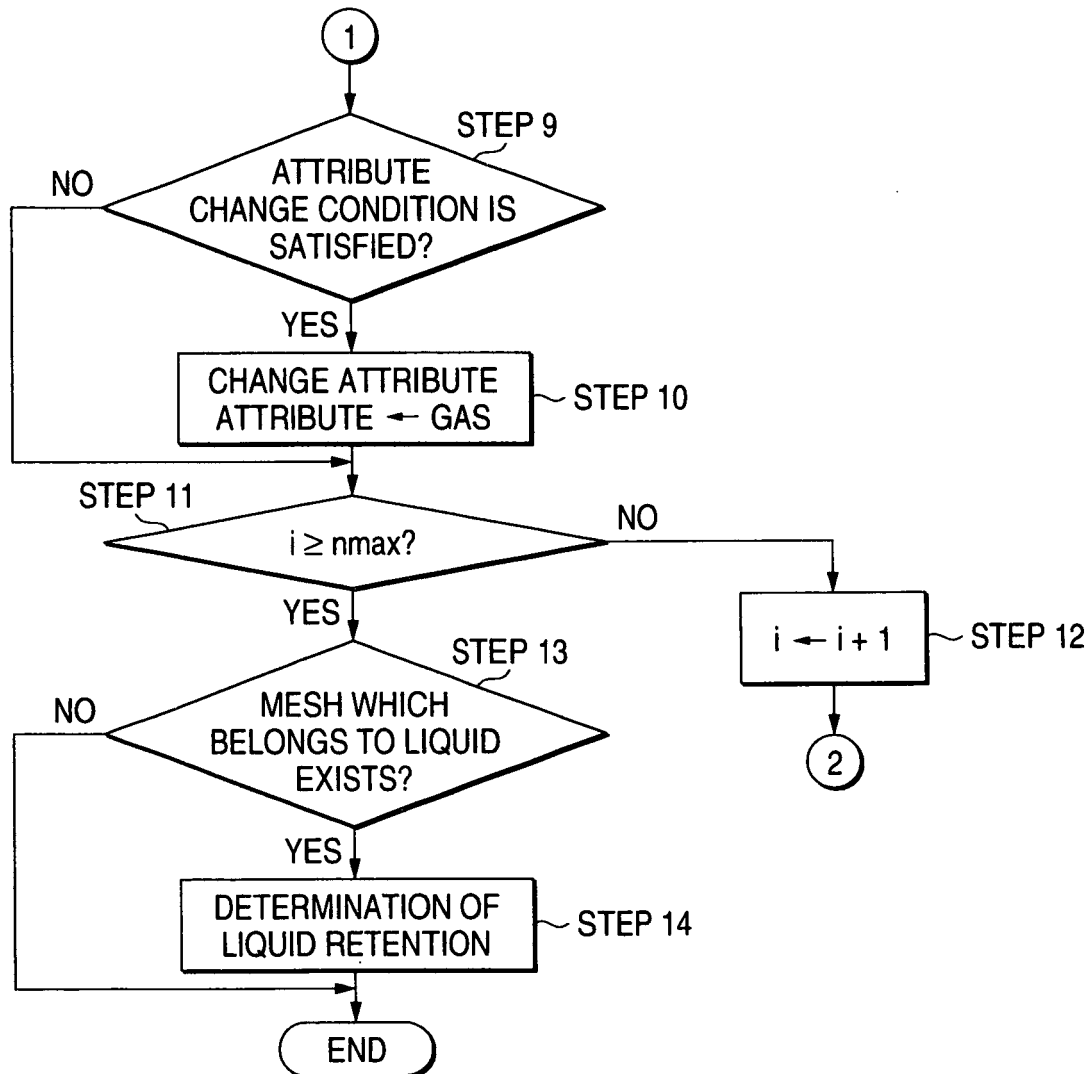 1
STEP 9
ATTRIBUTE
CHANGE CONDITION IS
SATISFIED?
NO
YES
CHANGE ATTRIBUTE
ATTRIBUTE ← GAS
STEP 10
STEP 11
i ≥ nmax?
NO
YES
i ← i + 1
STEP 12
2
STEP 13
MESH WHICH
BELONGS TO LIQUID
EXISTS?
NO
YES
DETERMINATION OF
LIQUID RETENTION
STEP 14
END